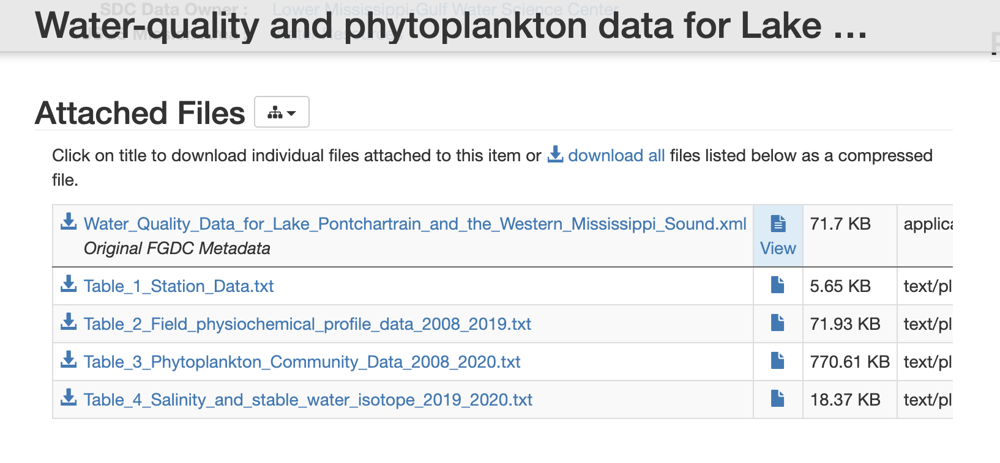 SDC Data Owner : Lower Mississippi-Gulf Water Science Center
Water-quality and phytoplankton data for Lake ...
Attached Files
Click on title to download individual files attached to this item or download all files listed below as a compressed
file.
Water_Quality_Data_for_Lake_Pontchartrain_and_the_Western_Mississippi_Sound.xml 71.7 KB applica
Original FGDC Metadata View
Table_1_Station_Data.txt 5.65 KB text/pl
Table_2_Field_physiochemical_profile_data_2008_2019.txt 71.93 KB text/pl
Table_3_Phytoplankton_Community_Data_2008_2020.txt 770.61 KB text/pl
Table_4_Salinity_and_stable_water_isotope_2019_2020.txt 18.37 KB text/pl